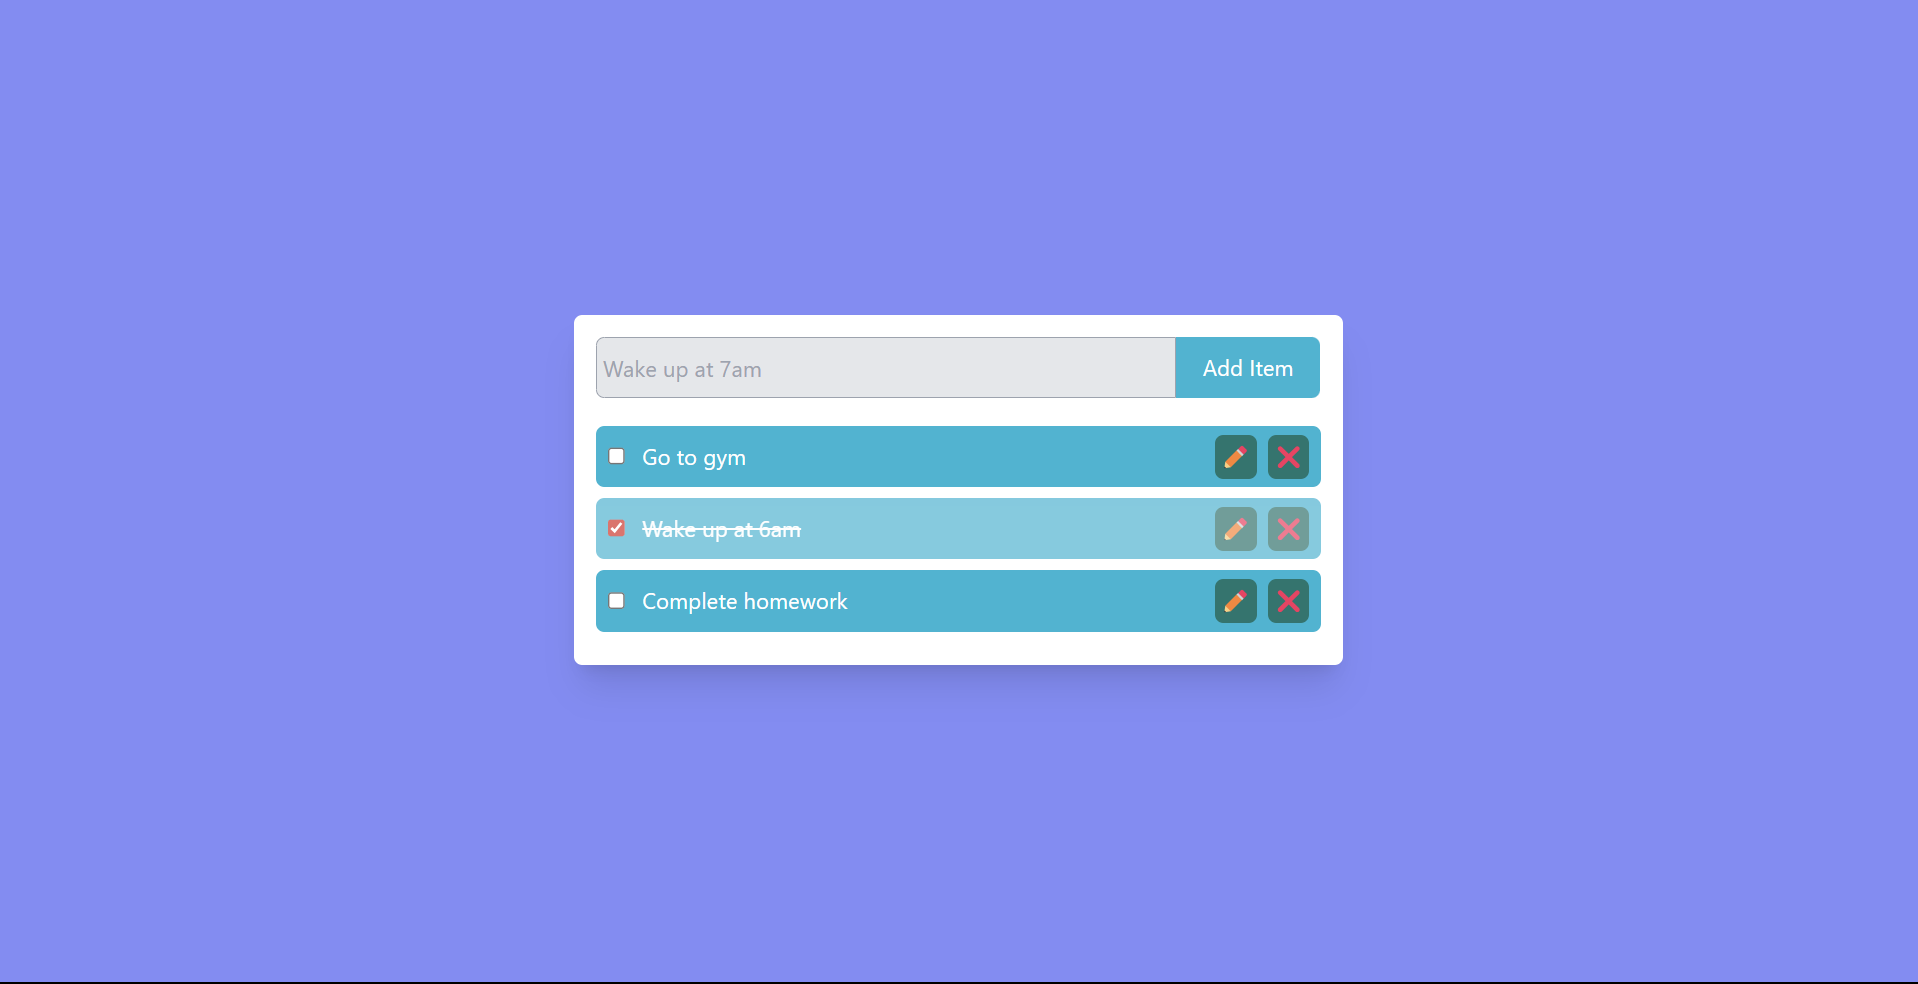 Wake up at 7am
Add Item
Go to gym
Wake up at 6am
Complete homework